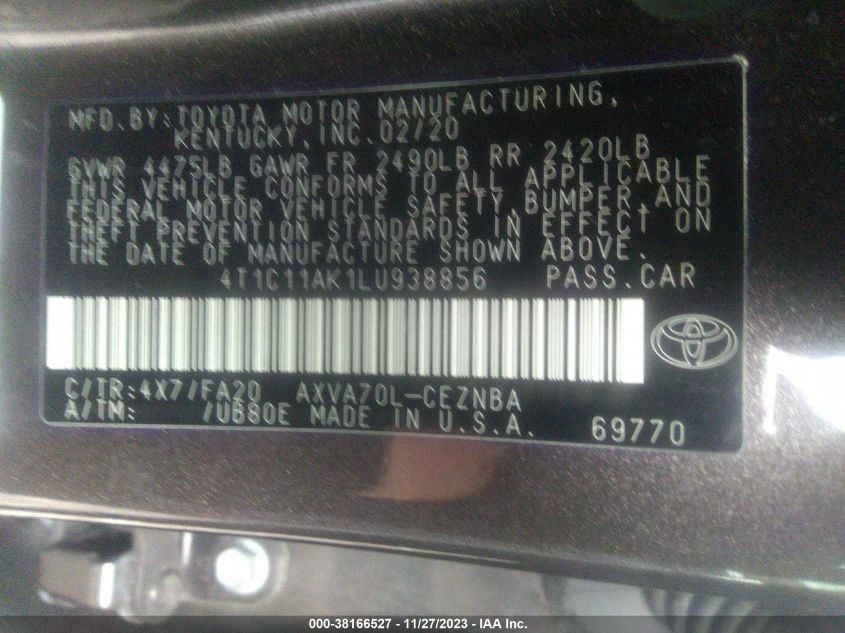 MFD.BY:TOYOTA MOTOR MANUFACTURING,
KENTUCKY,INC.02/20
GVWR 4475LB GAWR FR 2490LB RR 2420LB
THIS VEHICLE CONFORMS TO ALL APPLICABLE
FEDERAL MOTOR VEHICLE SAFETY,BUMPER,AND
THEFT PREVENTION STANDARDS IN EFFECT ON
THE DATE OF MANUFACTURE SHOWN ABOVE.
4T1C11AK1LU938856 PASS.CAR
C/TR:4X7/FA20 AXVA70L-CEZNBA
A/TM: /UB80E MADE IN U.S.A. 69770
000-38166527 - 11/27/2023 - IAA Inc.